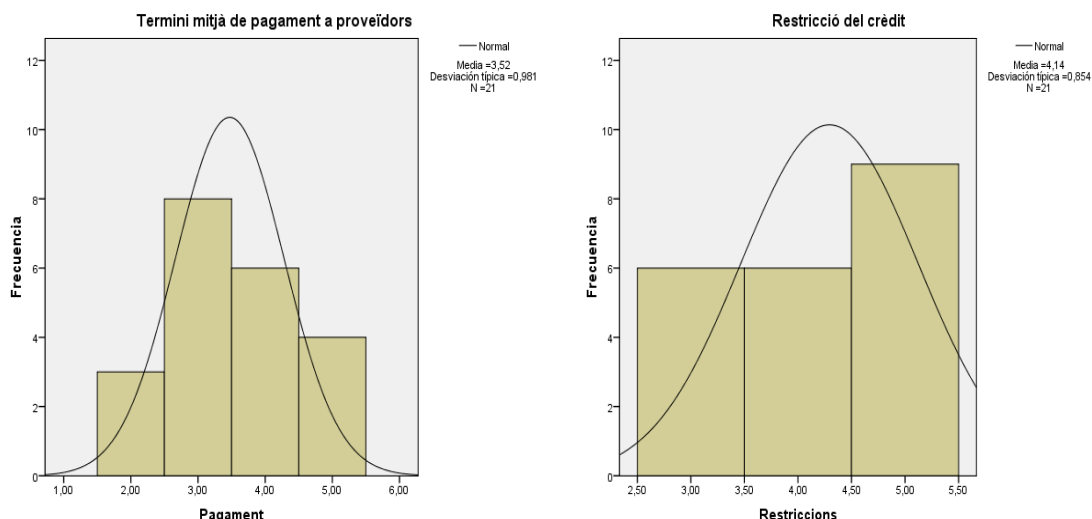 Termini mitjà de pagament a proveïdors
Normal
Media =3,52
Desviación típica =0,981
N =21
Frecuencia
12
10
8
6
4
2
0
1,00 2,00 3,00 4,00 5,00 6,00
Pagament
Restricció del crèdit
Normal
Media =4,14
Desviación típica =0,854
N =21
Frecuencia
12
10
8
6
4
2
0
2,50 3,00 3,50 4,00 4,50 5,00 5,50
Restriccions